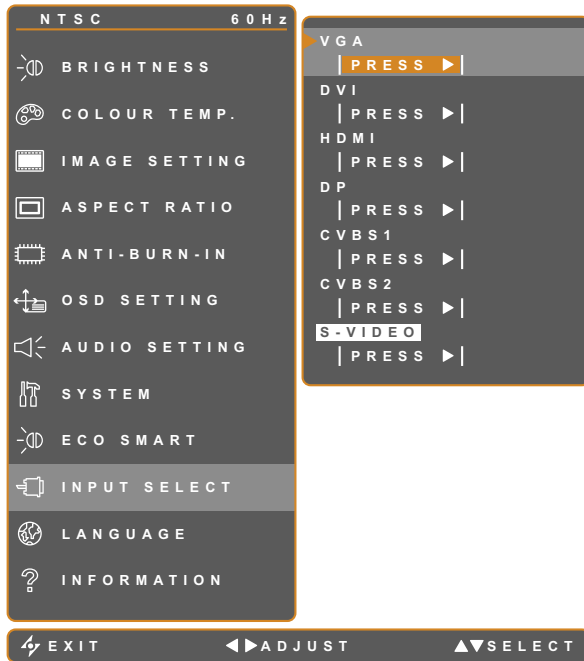 NTSC 60Hz
BRIGHTNESS
COLOUR TEMP.
IMAGE SETTING
ASPECT RATIO
ANTI-BURN-IN
OSD SETTING
AUDIO SETTING
SYSTEM
ECO SMART
INPUT SELECT
LANGUAGE
INFORMATION
VGA
PRESS
DVI
PRESS
HDMI
PRESS
DP
PRESS
CVBS1
PRESS
CVBS2
PRESS
S-VIDEO
PRESS
EXIT ADJUST SELECT